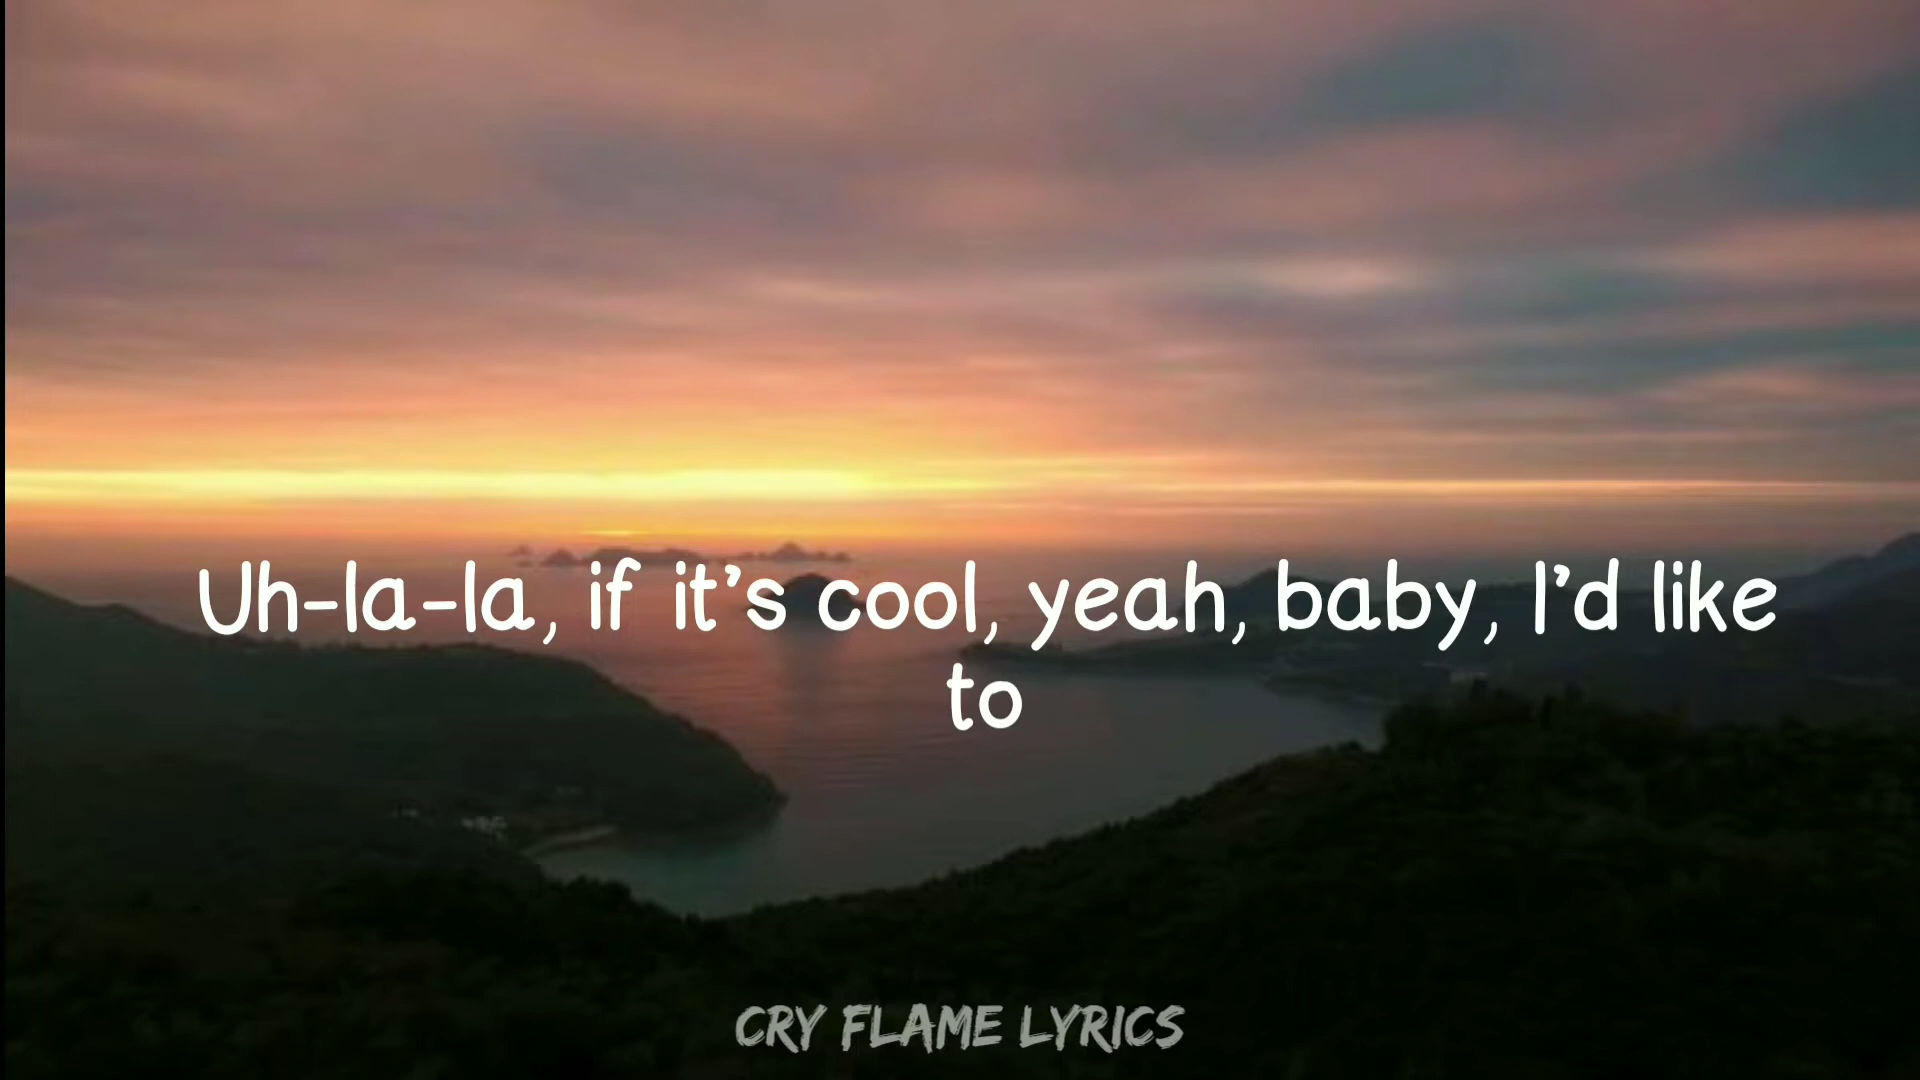 Uh-la-la, if it's cool, yeah, baby, I'd like
to
CRY FLAME LYRICS